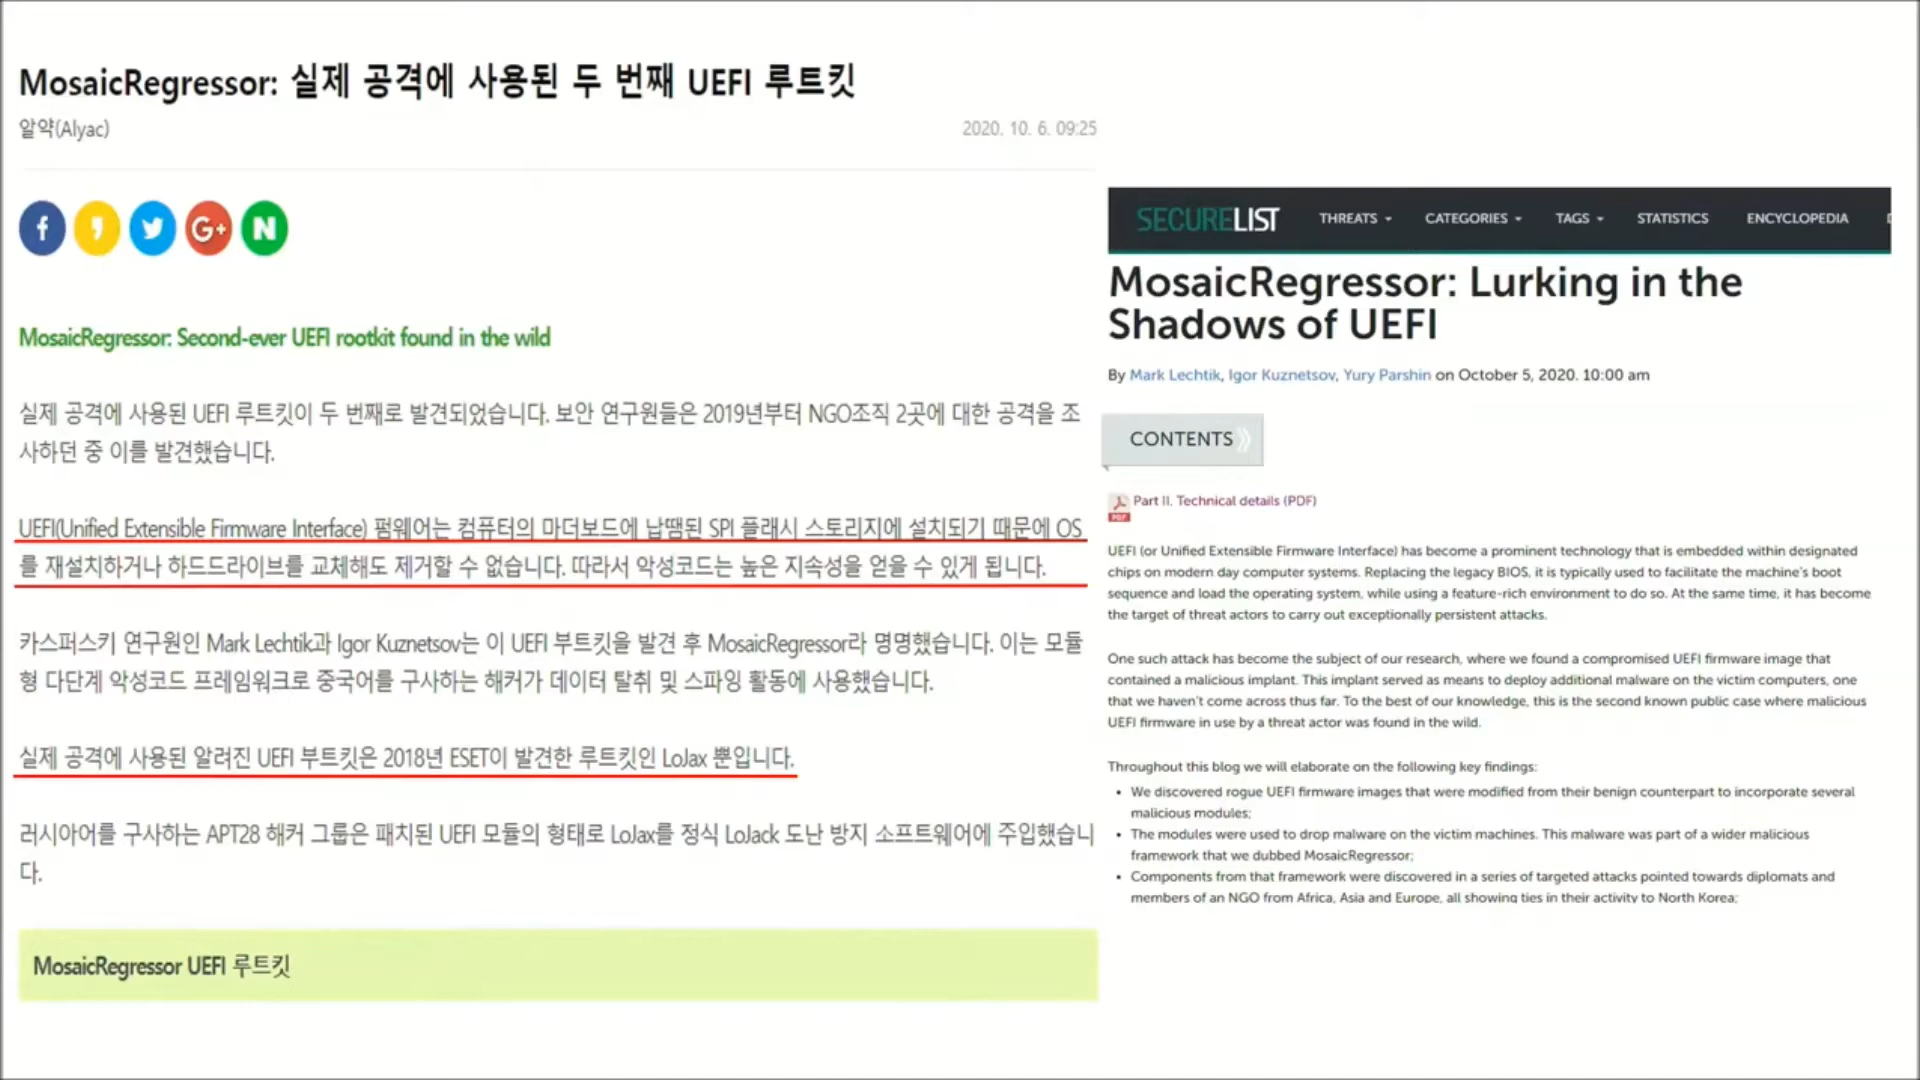 MosaicRegressor: 실제 공격에 사용된 두 번째 UEFI 루트킷
알약(Alyac)
2020. 10. 6. 09:25
MosaicRegressor: Second-ever UEFI rootkit found in the wild
실제 공격에 사용된 UEFI 루트킷이 두 번째로 발견되었습니다. 보안 연구원들은 2019년부터 NGO조직 2곳에 대한 공격을 조
사하던 중 이를 발견했습니다.
UEFI(Unified Extensible Firmware Interface) 펌웨어는 컴퓨터의 마더보드에 납땜된 SPI 플래시 스토리지에 설치되기 때문에 OS
를 재설치하거나 하드드라이브를 교체해도 제거할 수 없습니다. 따라서 악성코드는 높은 지속성을 얻을 수 있게 됩니다.
카스퍼스키 연구원인 Mark Lechtik과 Igor Kuznetsov는 이 UEFI 부트킷을 발견 후 MosaicRegressor라 명명했습니다. 이는 모듈
형 다단계 악성코드 프레임워크로 중국어를 구사하는 해커가 데이터 탈취 및 스파잉 활동에 사용했습니다.
실제 공격에 사용된 알려진 UEFI 부트킷은 2018년 ESET이 발견한 루트킷인 LoJax 뿐입니다.
러시아어를 구사하는 APT28 해커 그룹은 패치된 UEFI 모듈의 형태로 LoJax를 정식 LoJack 도난 방지 소프트웨어에 주입했습니
다.
MosaicRegressor UEFI 루트킷
SECURELIST THREATS CATEGORIES TAGS STATISTICS ENCYCLOPEDIA
MosaicRegressor: Lurking in the
Shadows of UEFI
By Mark Lechtik, Igor Kuznetsov, Yury Parshin on October 5, 2020. 10:00 am
CONTENTS
Part II. Technical details (PDF)
UEFI (or Unified Extensible Firmware Interface) has become a prominent technology that is embedded within designated
chips on modern day computer systems. Replacing the legacy BIOS, it is typically used to facilitate the machine's boot
sequence and load the operating system, while using a feature-rich environment to do so. At the same time, it has become
the target of threat actors to carry out exceptionally persistent attacks.
One such attack has become the subject of our research, where we found a compromised UEFI firmware image that
contained a malicious implant. This implant served as means to deploy additional malware on the victim computers, one
that we haven't come across thus far. To the best of our knowledge, this is the second known public case where malicious
UEFI firmware in use by a threat actor was found in the wild.
Throughout this blog we will elaborate on the following key findings:
• We discovered rogue UEFI firmware images that were modified from their benign counterpart to incorporate several
malicious modules;
• The modules were used to drop malware on the victim machines. This malware was part of a wider malicious
framework that we dubbed MosaicRegressor;
• Components from that framework were discovered in a series of targeted attacks pointed towards diplomats and
members of an NGO from Africa, Asia and Europe, all showing ties in their activity to North Korea;